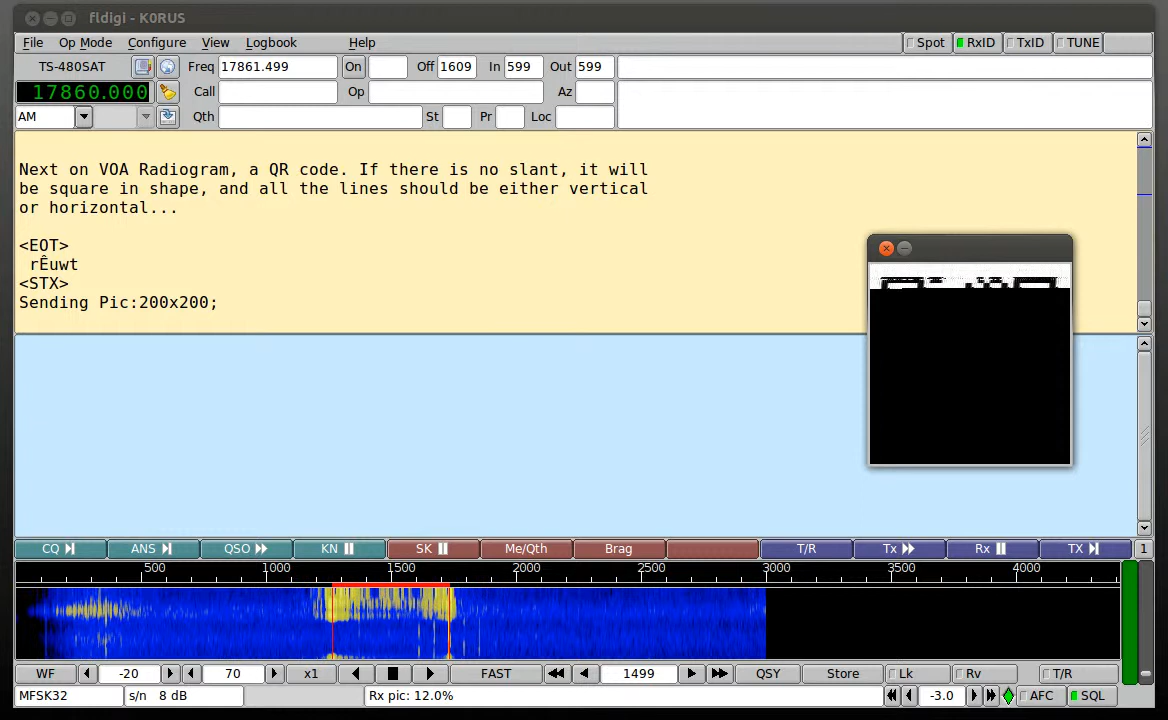 fldigi - K0RUS
File Op Mode Configure View Logbook Help Spot RxID TxID TUNE
TS-480SAT Freq 17861.499 On Off 1609 In 599 Out 599
17860.000 Call Op Az
AM Qth St Pr Loc
Next on VOA Radiogram, a QR code. If there is no slant, it will
be square in shape, and all the lines should be either vertical
or horizontal...
<EOT>
rÊuwt
<STX>
Sending Pic:200x200;
CQ ANS QSO KN SK Me/Qth Brag T/R Tx Rx TX 1
500 1000 1500 2000 2500 3000 3500 4000
WF -20 70 x1 FAST 1499 QSY Store Lk Rv T/R
MFSK32 s/n 8 dB Rx pic: 12.0% -3.0 AFC SQL